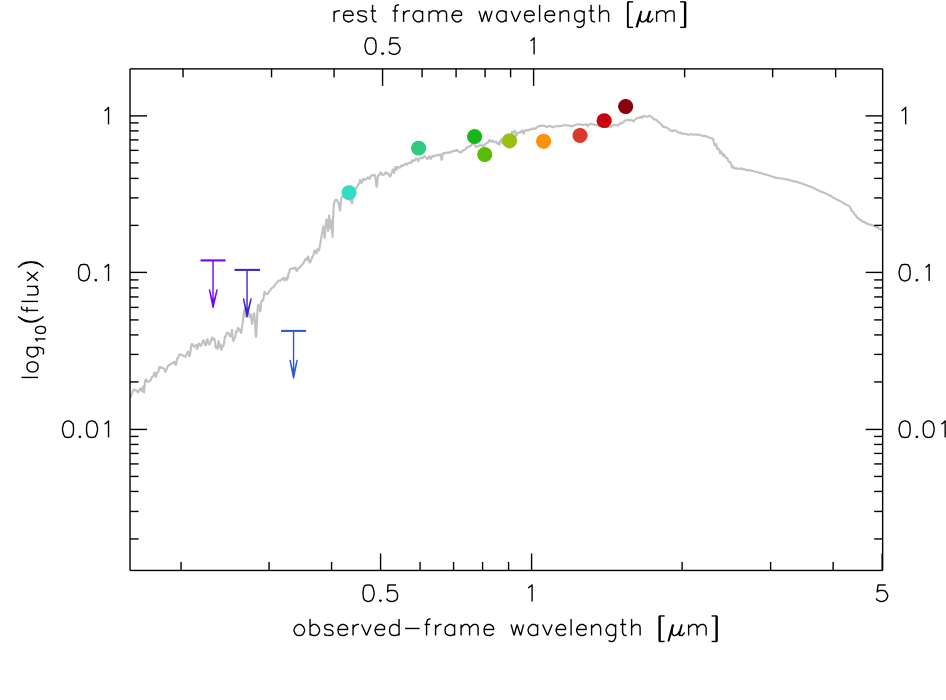 rest frame wavelength [μm]
0.5 1
1 1
0.1 0.1
log10(flux)
0.01 0.01
0.5 1 5
observed-frame wavelength [μm]